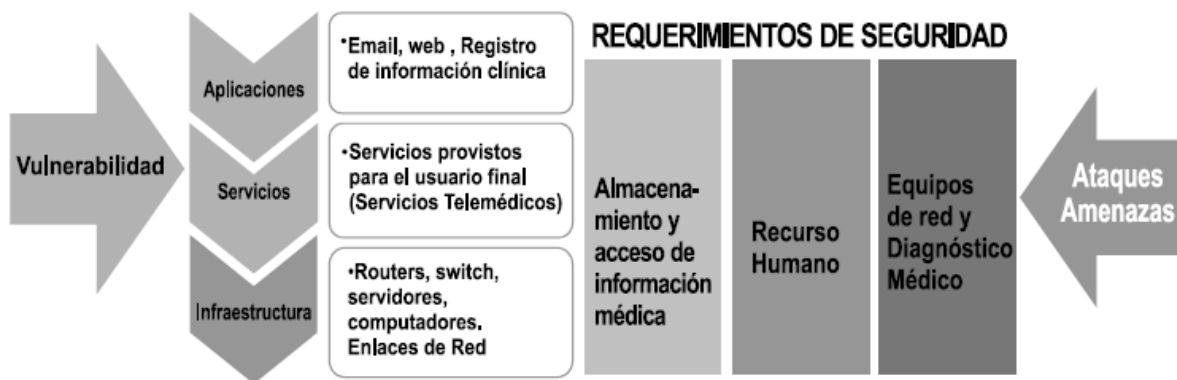 Vulnerabilidad
Aplicaciones
•Email, web , Registro
de información clínica
Servicios
•Servicios provistos
para el usuario final
(Servicios Telemédicos)
Infraestructura
•Routers, switch,
servidores,
computadores.
Enlaces de Red
REQUERIMIENTOS DE SEGURIDAD
Almacena-
miento y
acceso de
información
médica
Recurso
Humano
Equipos
de red y
Diagnóstico
Médico
Ataques
Amenazas